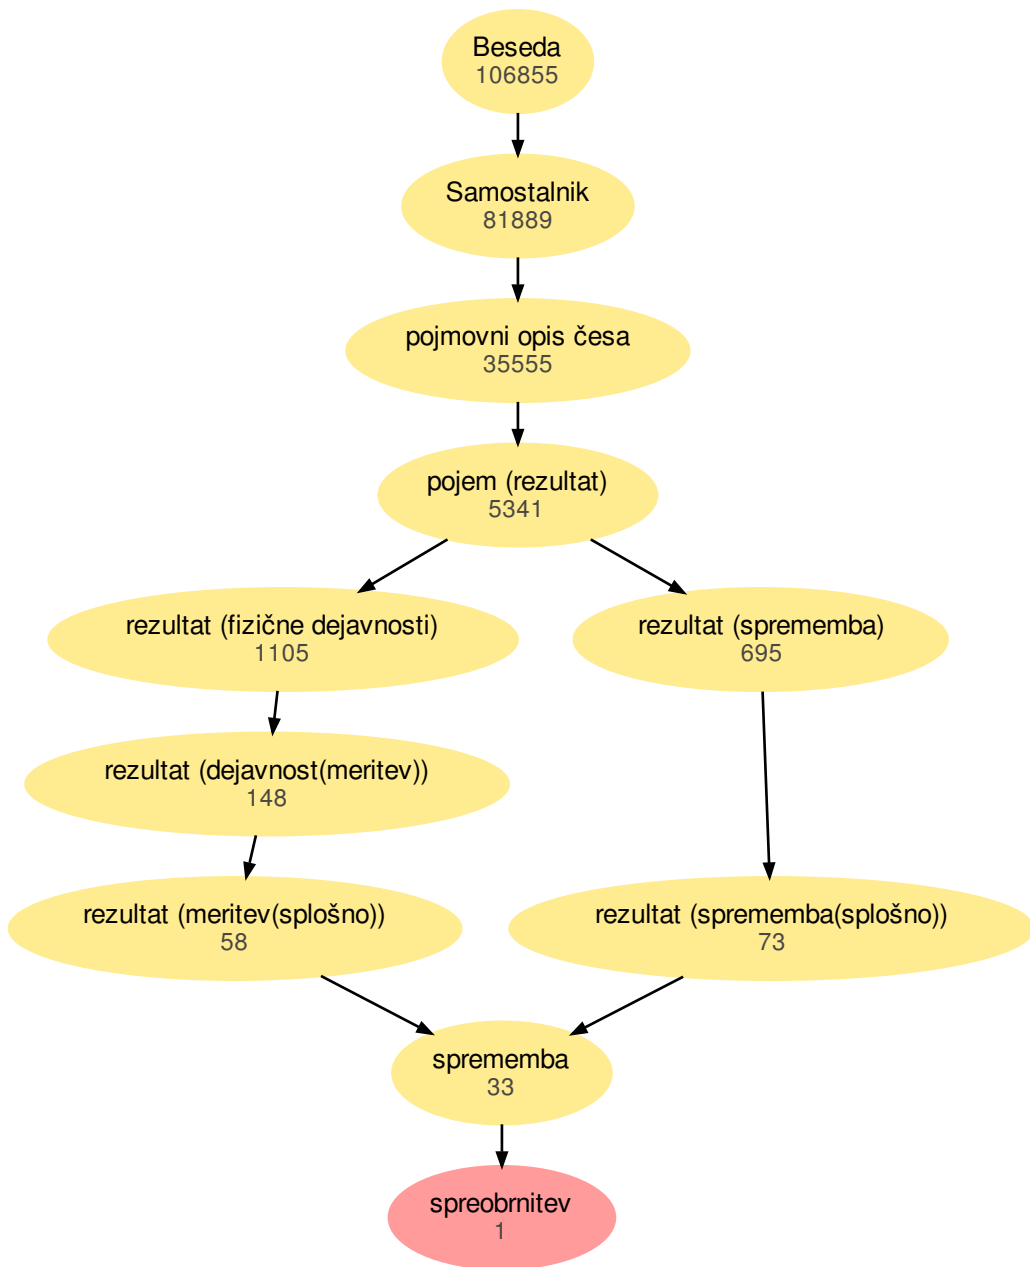 Beseda
106855
Samostalnik
81889
pojmovni opis česa
35555
pojem (rezultat)
5341
rezultat (fizične dejavnosti)
1105
rezultat (sprememba)
695
rezultat (dejavnost(meritev))
148
rezultat (meritev(splošno))
58
rezultat (sprememba(splošno))
73
sprememba
33
spreobrnitev
1